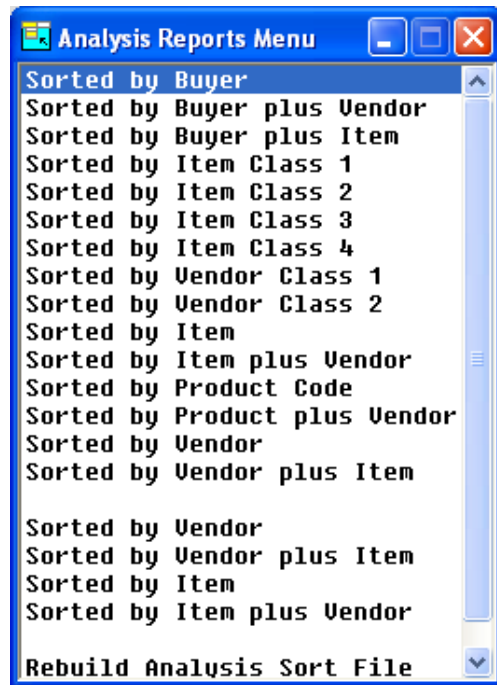 Analysis Reports Menu
Sorted by Buyer
Sorted by Buyer plus Vendor
Sorted by Buyer plus Item
Sorted by Item Class 1
Sorted by Item Class 2
Sorted by Item Class 3
Sorted by Item Class 4
Sorted by Vendor Class 1
Sorted by Vendor Class 2
Sorted by Item
Sorted by Item plus Vendor
Sorted by Product Code
Sorted by Product plus Vendor
Sorted by Vendor
Sorted by Vendor plus Item
Sorted by Vendor
Sorted by Vendor plus Item
Sorted by Item
Sorted by Item plus Vendor
Rebuild Analysis Sort File